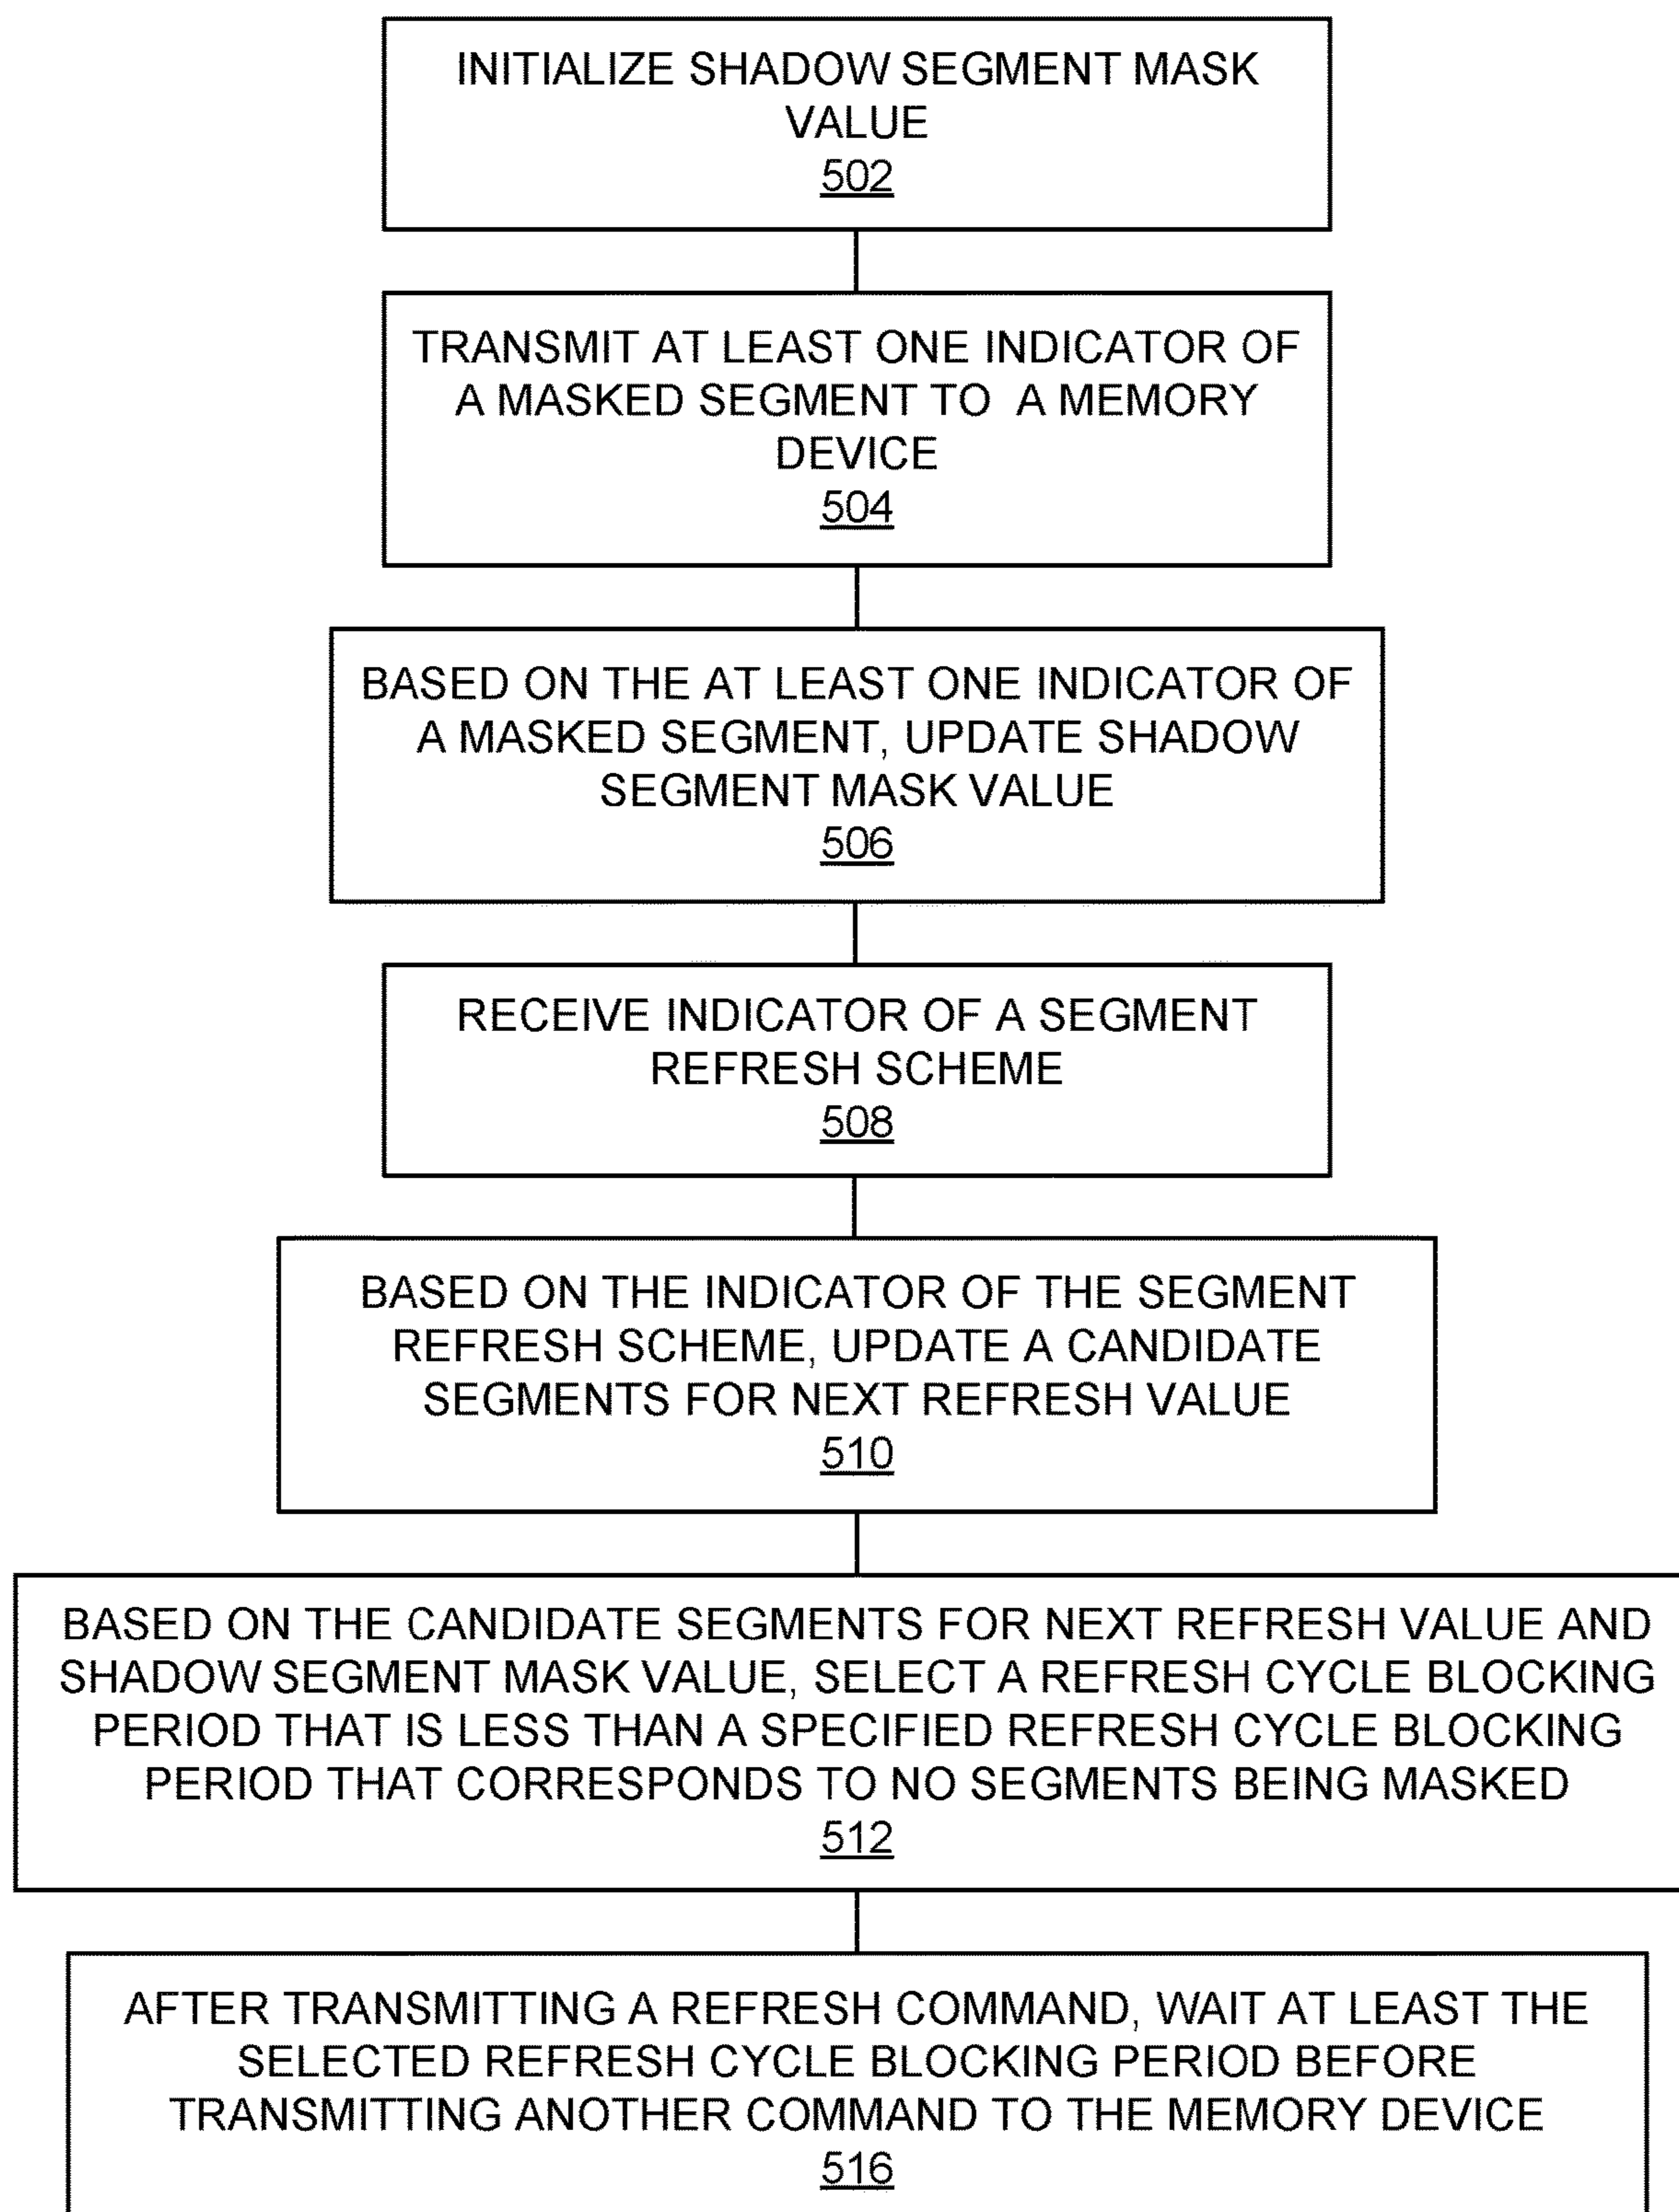 INITIALIZE SHADOW SEGMENT MASK
VALUE
502
TRANSMIT AT LEAST ONE INDICATOR OF
A MASKED SEGMENT TO A MEMORY
DEVICE
504
BASED ON THE AT LEAST ONE INDICATOR OF
A MASKED SEGMENT, UPDATE SHADOW
SEGMENT MASK VALUE
506
RECEIVE INDICATOR OF A SEGMENT
REFRESH SCHEME
508
BASED ON THE INDICATOR OF THE SEGMENT
REFRESH SCHEME, UPDATE A CANDIDATE
SEGMENTS FOR NEXT REFRESH VALUE
510
BASED ON THE CANDIDATE SEGMENTS FOR NEXT REFRESH VALUE AND
SHADOW SEGMENT MASK VALUE, SELECT A REFRESH CYCLE BLOCKING
PERIOD THAT IS LESS THAN A SPECIFIED REFRESH CYCLE BLOCKING
PERIOD THAT CORRESPONDS TO NO SEGMENTS BEING MASKED
512
AFTER TRANSMITTING A REFRESH COMMAND, WAIT AT LEAST THE
SELECTED REFRESH CYCLE BLOCKING PERIOD BEFORE
TRANSMITTING ANOTHER COMMAND TO THE MEMORY DEVICE
516